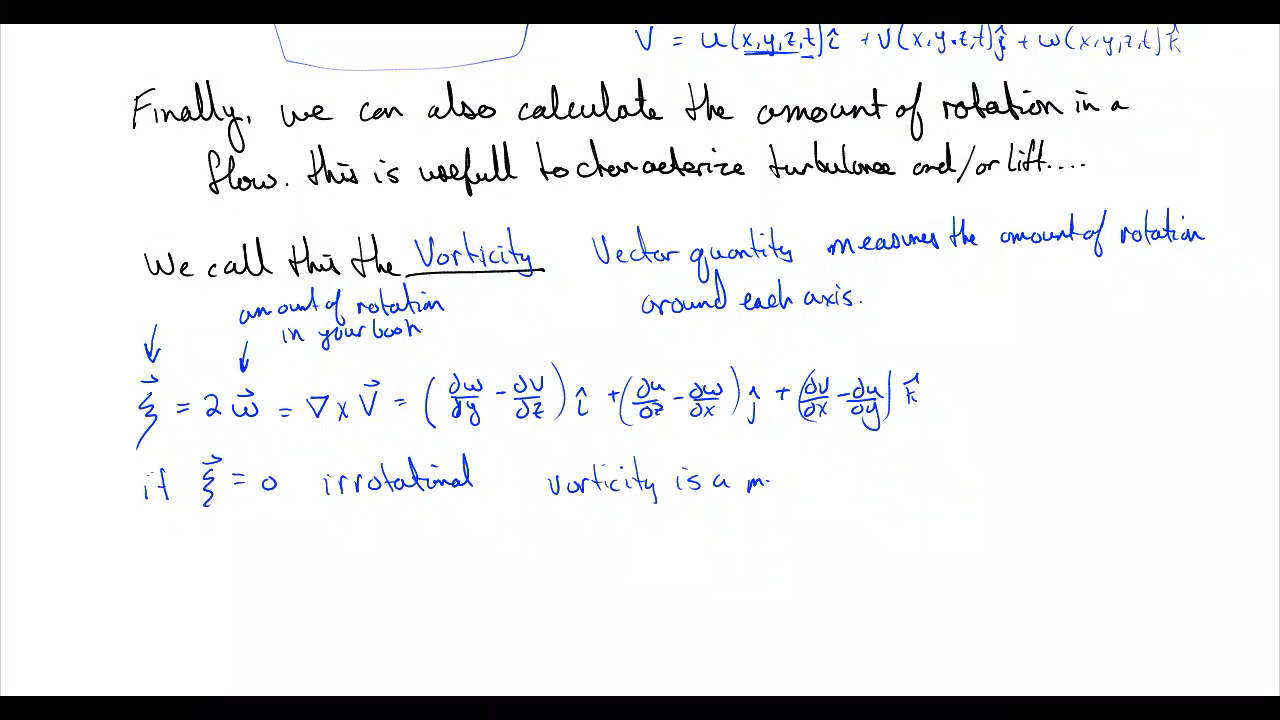 V = u(x,y,z,t)î + v(x,y,z,t)ĵ + w(x,y,z,t)k̂
Finally, we can also calculate the amount of rotation in a
flow. this is usefull to characterize turbulance and/or lift....
We call this the Vorticity Vector quantity measures the amount of rotation
around each axis.
amount of rotation
in your book
ξ⃗ = 2ω⃗ = ∇ × V⃗ = (∂w/∂y - ∂v/∂z) î + (∂u/∂z - ∂w/∂x) ĵ + (∂v/∂x - ∂u/∂y) k̂
if ξ⃗ = 0 irrotational vorticity is a m